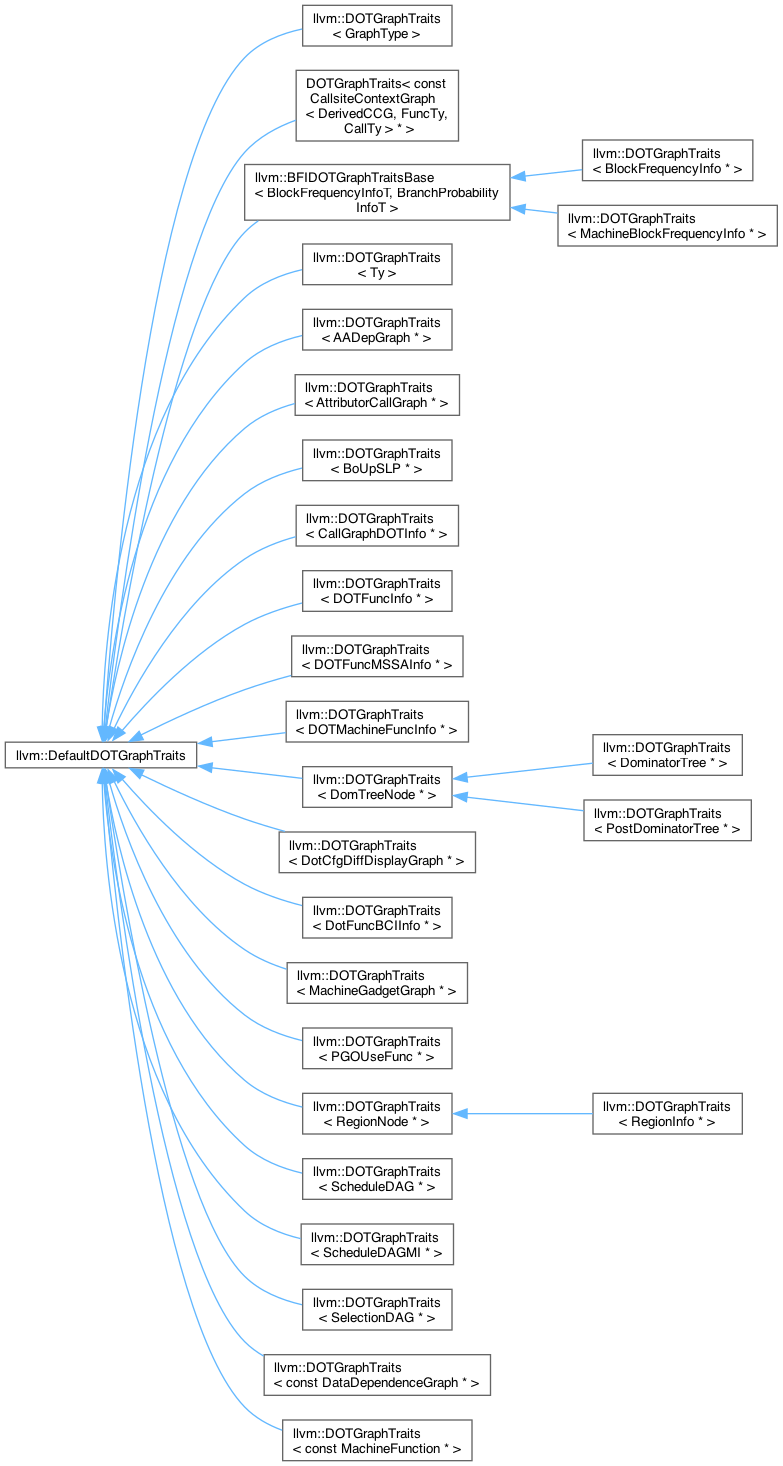 llvm::DOTGraphTraits
< GraphType >
DOTGraphTraits< const
CallsiteContextGraph
< DerivedCCG, FuncTy,
CallTy > * >
llvm::BFIDOTGraphTraitsBase
< BlockFrequencyInfoT, BranchProbability
InfoT >
llvm::DOTGraphTraits
< BlockFrequencyInfo * >
llvm::DOTGraphTraits
< MachineBlockFrequencyInfo * >
llvm::DOTGraphTraits
< Ty >
llvm::DOTGraphTraits
< AADepGraph * >
llvm::DOTGraphTraits
< AttributorCallGraph * >
llvm::DOTGraphTraits
< BoUpSLP * >
llvm::DOTGraphTraits
< CallGraphDOTInfo * >
llvm::DOTGraphTraits
< DOTFuncInfo * >
llvm::DOTGraphTraits
< DOTFuncMSSAInfo * >
llvm::DOTGraphTraits
< DOTMachineFuncInfo * >
llvm::DefaultDOTGraphTraits
llvm::DOTGraphTraits
< DomTreeNode * >
llvm::DOTGraphTraits
< DominatorTree * >
llvm::DOTGraphTraits
< PostDominatorTree * >
llvm::DOTGraphTraits
< DotCfgDiffDisplayGraph * >
llvm::DOTGraphTraits
< DotFuncBCIInfo * >
llvm::DOTGraphTraits
< MachineGadgetGraph * >
llvm::DOTGraphTraits
< PGOUseFunc * >
llvm::DOTGraphTraits
< RegionNode * >
llvm::DOTGraphTraits
< RegionInfo * >
llvm::DOTGraphTraits
< ScheduleDAG * >
llvm::DOTGraphTraits
< ScheduleDAGMI * >
llvm::DOTGraphTraits
< SelectionDAG * >
llvm::DOTGraphTraits
< const DataDependenceGraph * >
llvm::DOTGraphTraits
< const MachineFunction * >